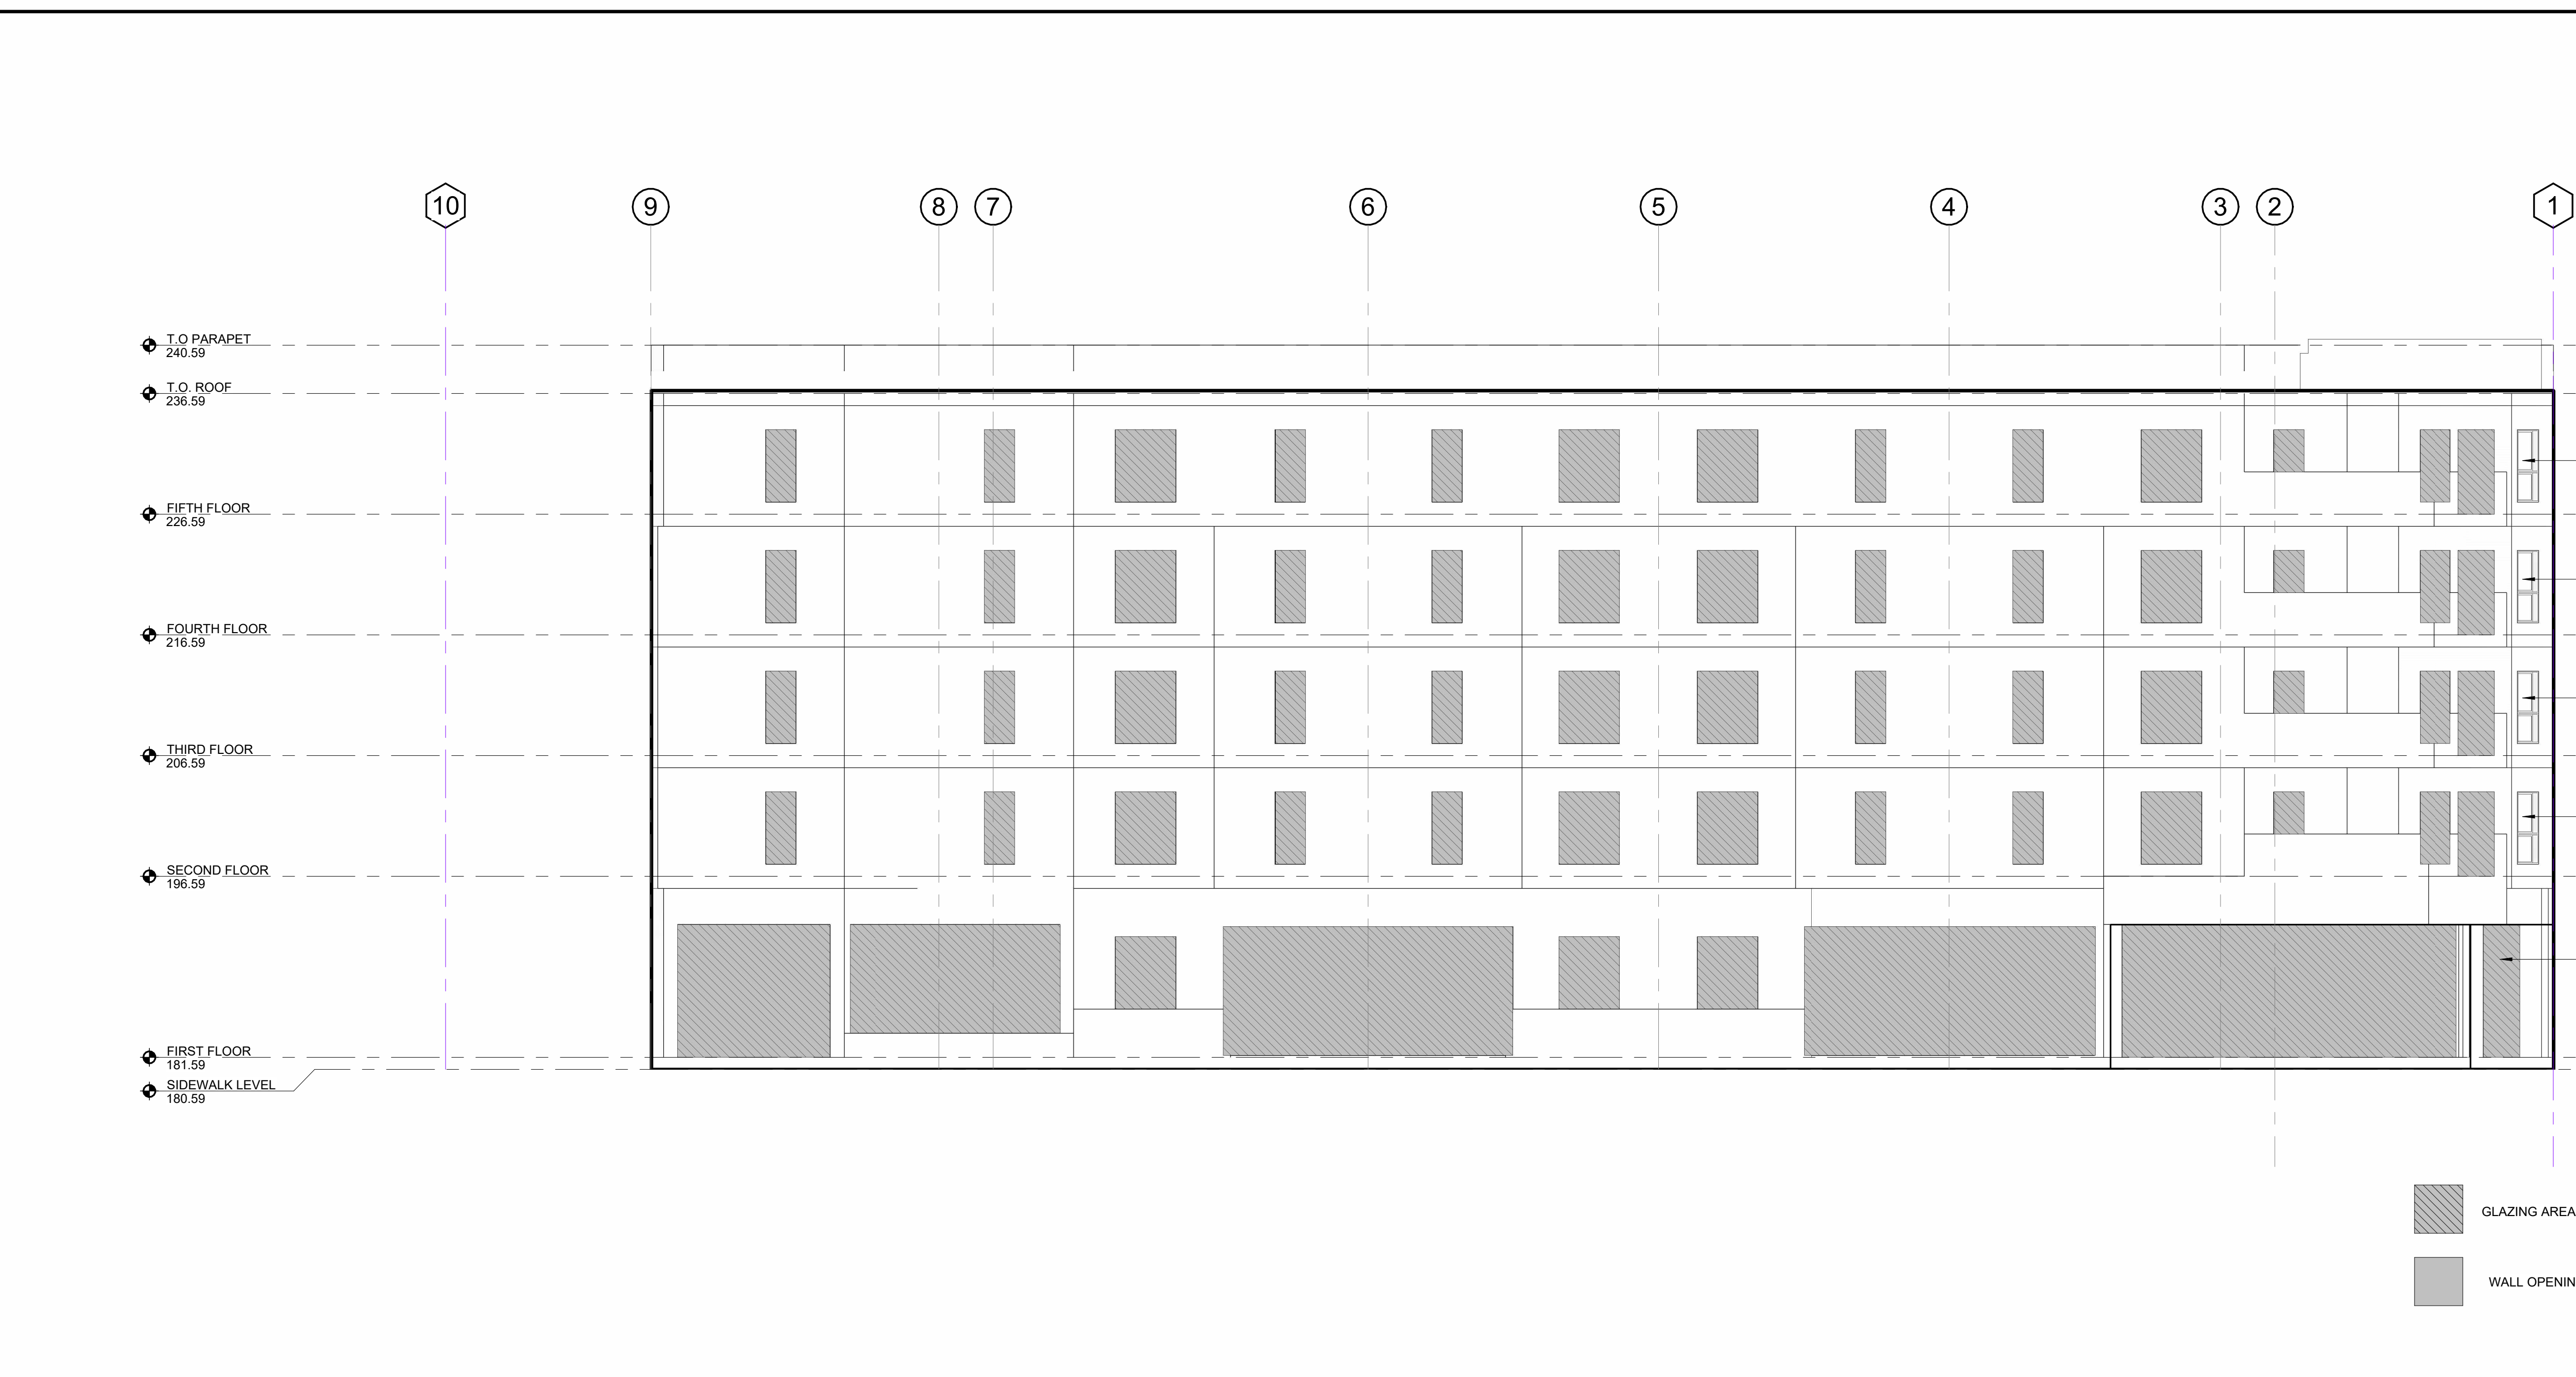 10
9
8
7
6
5
4
3
2
1
T.O PARAPET
240.59
T.O. ROOF
236.59
FIFTH FLOOR
226.59
FOURTH FLOOR
216.59
THIRD FLOOR
206.59
SECOND FLOOR
196.59
FIRST FLOOR
181.59
SIDEWALK LEVEL
180.59
GLAZING AREA
WALL OPENIN